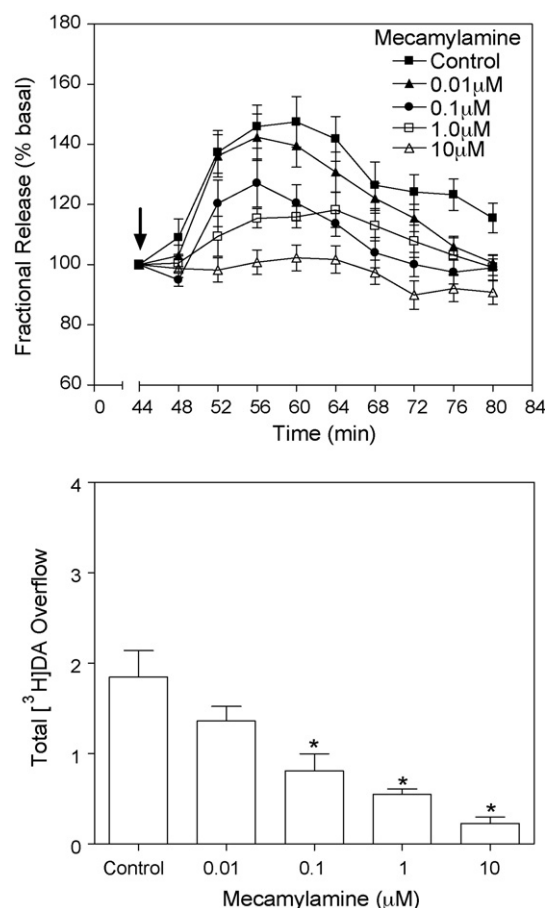 Mecamylamine
Control
0.01µM
0.1µM
1.0µM
10µM
Fractional Release (% basal)
180
160
140
120
100
80
60
0 44 48 52 56 60 64 68 72 76 80 84
Time (min)
Total [³H]DA Overflow
4
3
2
1
0
* * *
Control 0.01 0.1 1 10
Mecamylamine (µM)